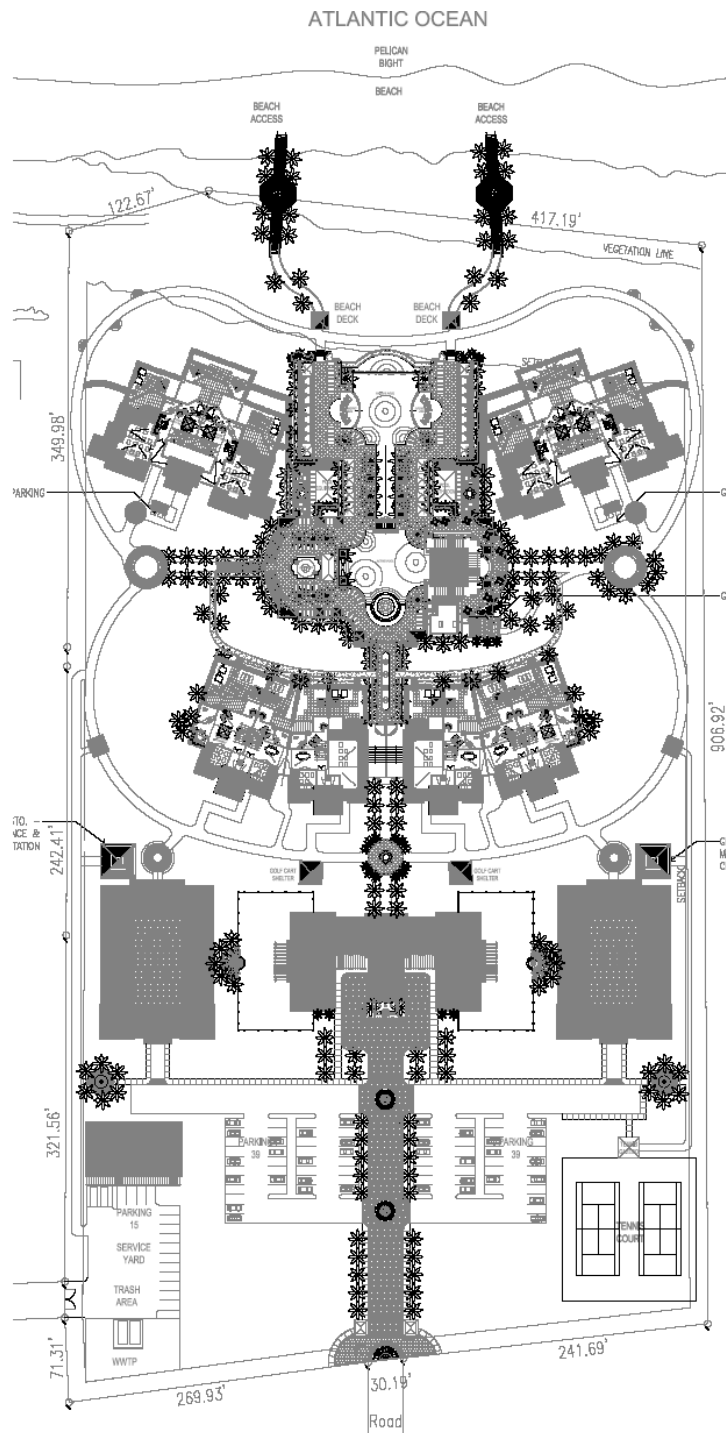 ATLANTIC OCEAN
PELICAN
BIGHT
BEACH
BEACH
ACCESS
BEACH
ACCESS
122.67'
417.19'
VEGETATION LINE
BEACH
DECK
BEACH
DECK
349.98'
PARKING
G
G
906.92'
TO.
NCE &
TATION
242.41'
GOLF CART
SHELTER
GOLF CART
SHELTER
G
M
C
SETBACK
321.56'
PARKING
39
PARKING
39
PARKING
15
SERVICE
YARD
TRASH
AREA
TENNIS
COURT
WWTP
71.31'
269.93'
30.19'
241.69'
Road